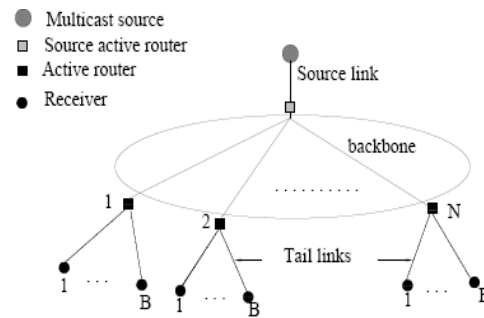 Multicast source
Source active router
Active router
Receiver
Source link
backbone
. . . . . . . . . .
1
2
N
Tail links
1 . . . B
1 . . . B
1 . . . B